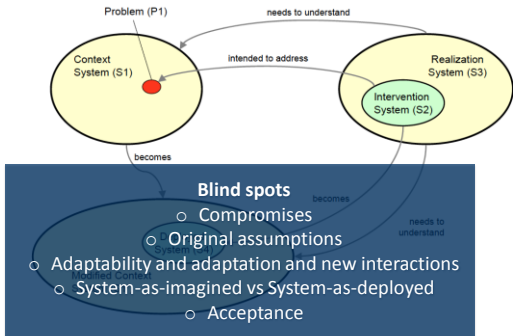 Problem (P1)
needs to understand
Context
System (S1)
intended to address
Realization
System (S3)
Intervention
System (S2)
becomes
Blind spots
becomes
Compromises
Original assumptions
needs to
understand
Adaptability and adaptation and new interactions
Modified Context
System-as-imagined vs System-as-deployed
Acceptance